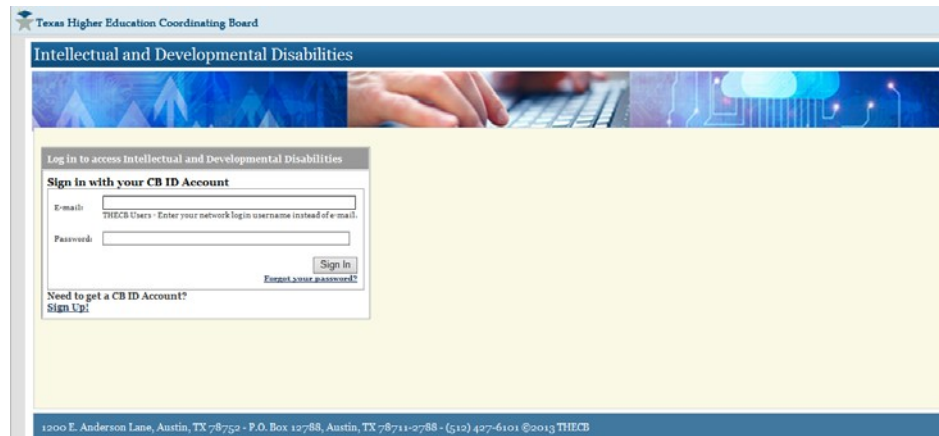 Texas Higher Education Coordinating Board
Intellectual and Developmental Disabilities
Log in to access Intellectual and Developmental Disabilities
Sign in with your CB ID Account
E-mail:
THECB Users - Enter your network login username instead of e-mail.
Password:
Sign In
Forgot your password?
Need to get a CB ID Account?
Sign Up!
1200 E. Anderson Lane, Austin, TX 78752 - P.O. Box 12788, Austin, TX 78711-2788 - (512) 427-6101 ©2013 THECB